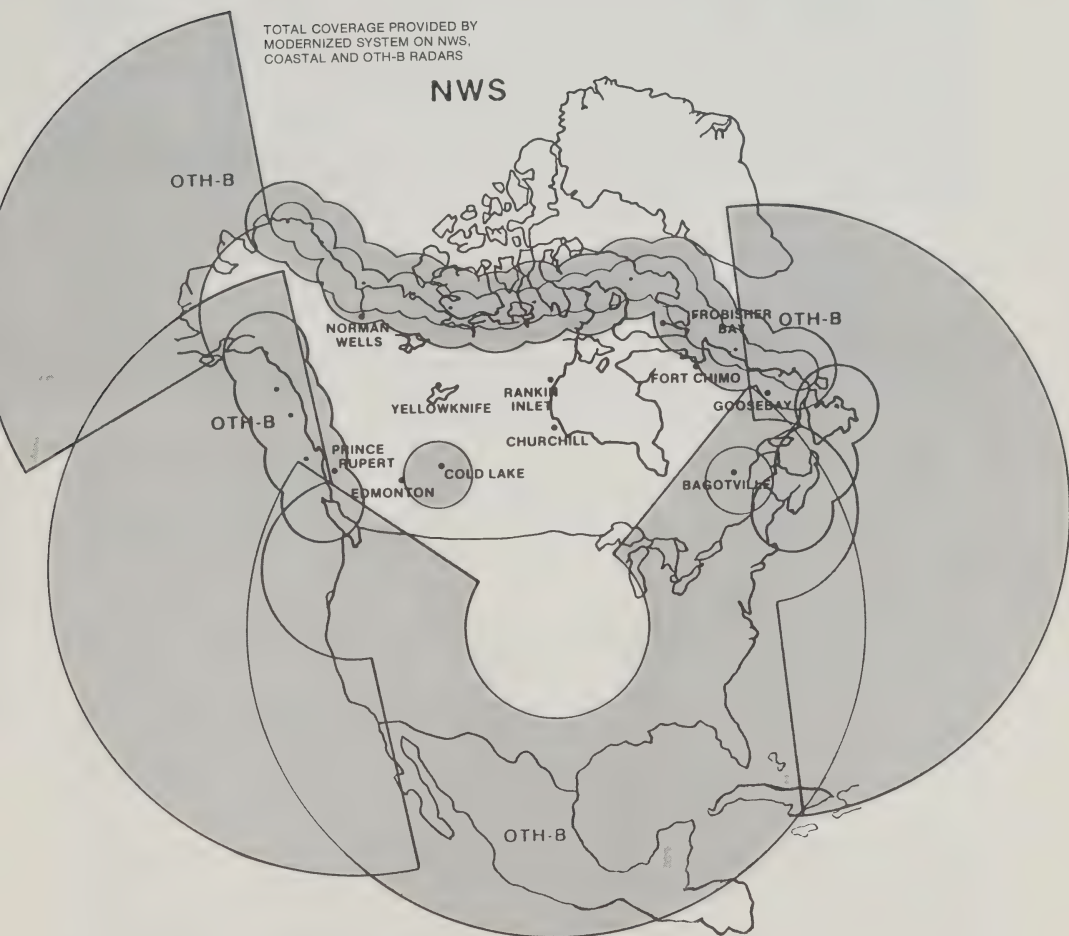 TOTAL COVERAGE PROVIDED BY
MODERNIZED SYSTEM ON NWS,
COASTAL AND OTH-B RADARS
NWS
OTH-B
NORMAN
WELLS
FROBISHER
BAY
OTH-B
YELLOWKNIFE
RANKIN
INLET
FORT CHIMO
GOOSEBAY
OTH-B
CHURCHILL
PRINCE
RUPERT
EDMONTON
COLD LAKE
BAGOTVILLE
OTH-B